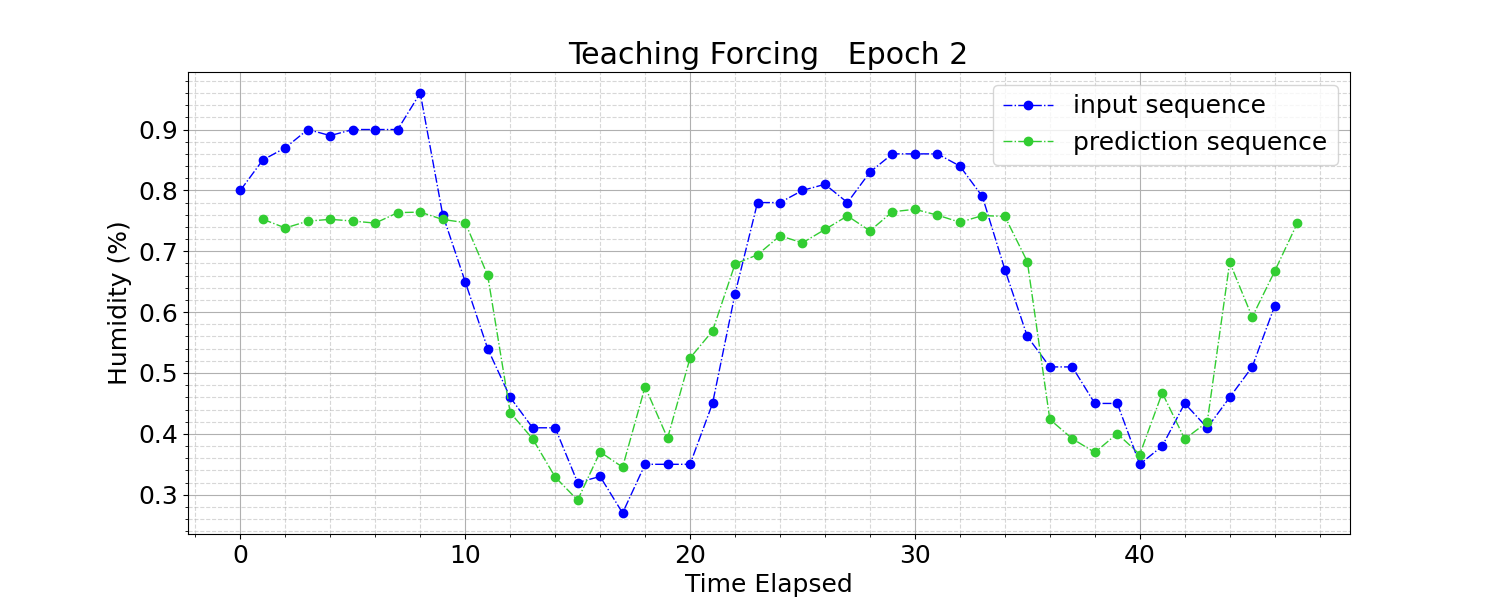 Teaching Forcing   Epoch 2
input sequence
prediction sequence
Humidity (%)
0.9
0.8
0.7
0.6
0.5
0.4
0.3
0 10 20 30 40
Time Elapsed